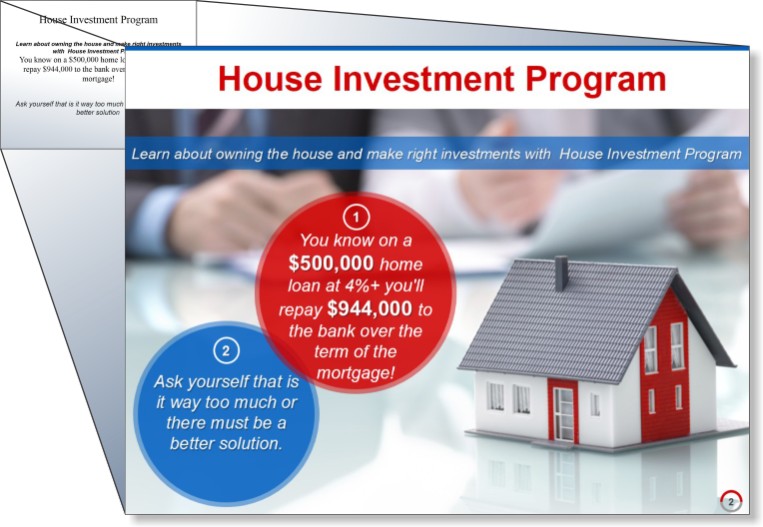 House Investment Program
Learn about owning the house and make right investments
with House Investment P
You know on a $500,000 home lo
repay $944,000 to the bank over
mortgage!
Ask yourself that is it way too much
better solution
House Investment Program
Learn about owning the house and make right investments with House Investment Program
1
You know on a
$500,000 home
loan at 4%+ you'll
repay $944,000 to
the bank over the
term of the
mortgage!
2
Ask yourself that is
it way too much or
there must be a
better solution.
2